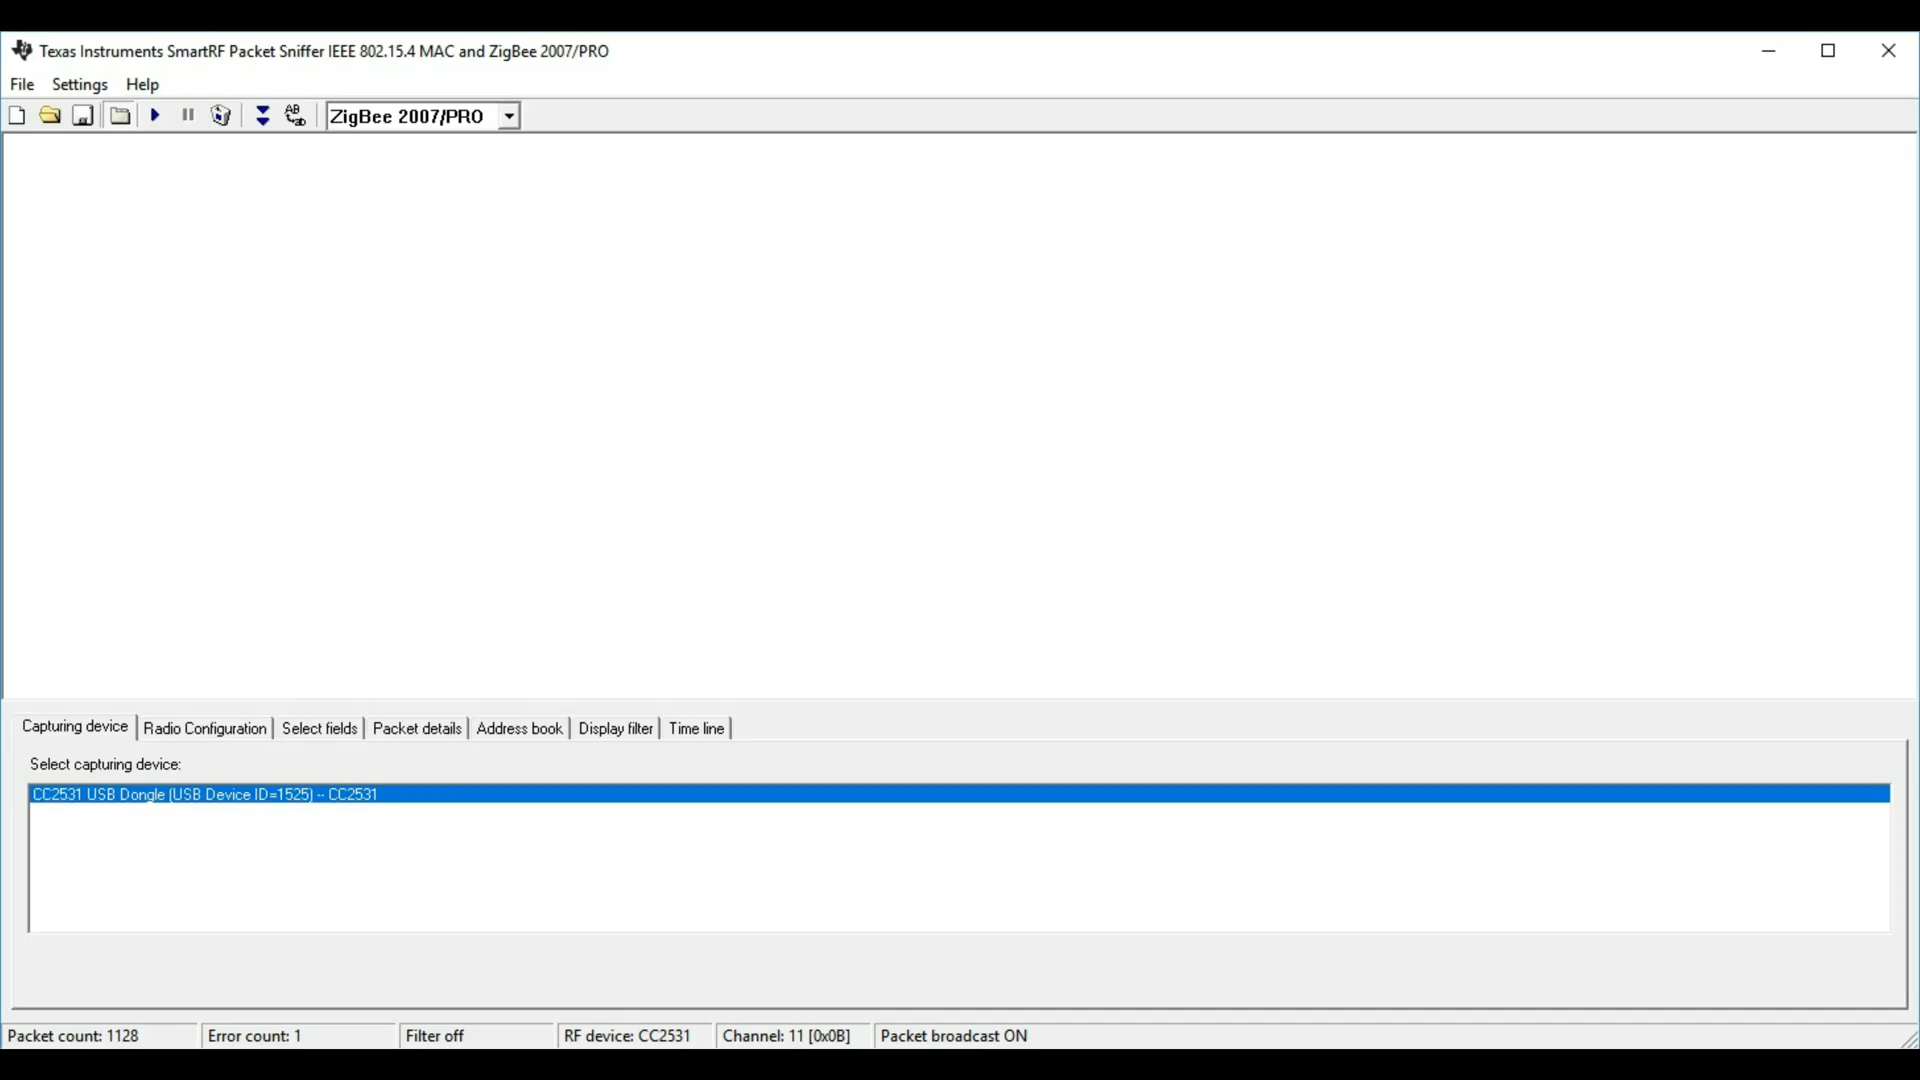 Texas Instruments SmartRF Packet Sniffer IEEE 802.15.4 MAC and ZigBee 2007/PRO
File Settings Help
ZigBee 2007/PRO
Capturing device Radio Configuration Select fields Packet details Address book Display filter Time line
Select capturing device:
CC2531 USB Dongle (USB Device ID=1525) -- CC2531
Packet count: 1128 Error count: 1 Filter off RF device: CC2531 Channel: 11 [0x0B] Packet broadcast ON